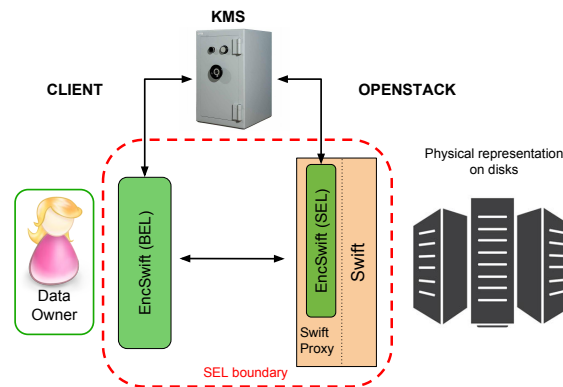 KMS
CLIENT
OPENSTACK
Physical representation
on disks
Data
Owner
EncSwift (BEL)
EncSwift (SEL)
Swift
Swift
Proxy
SEL boundary